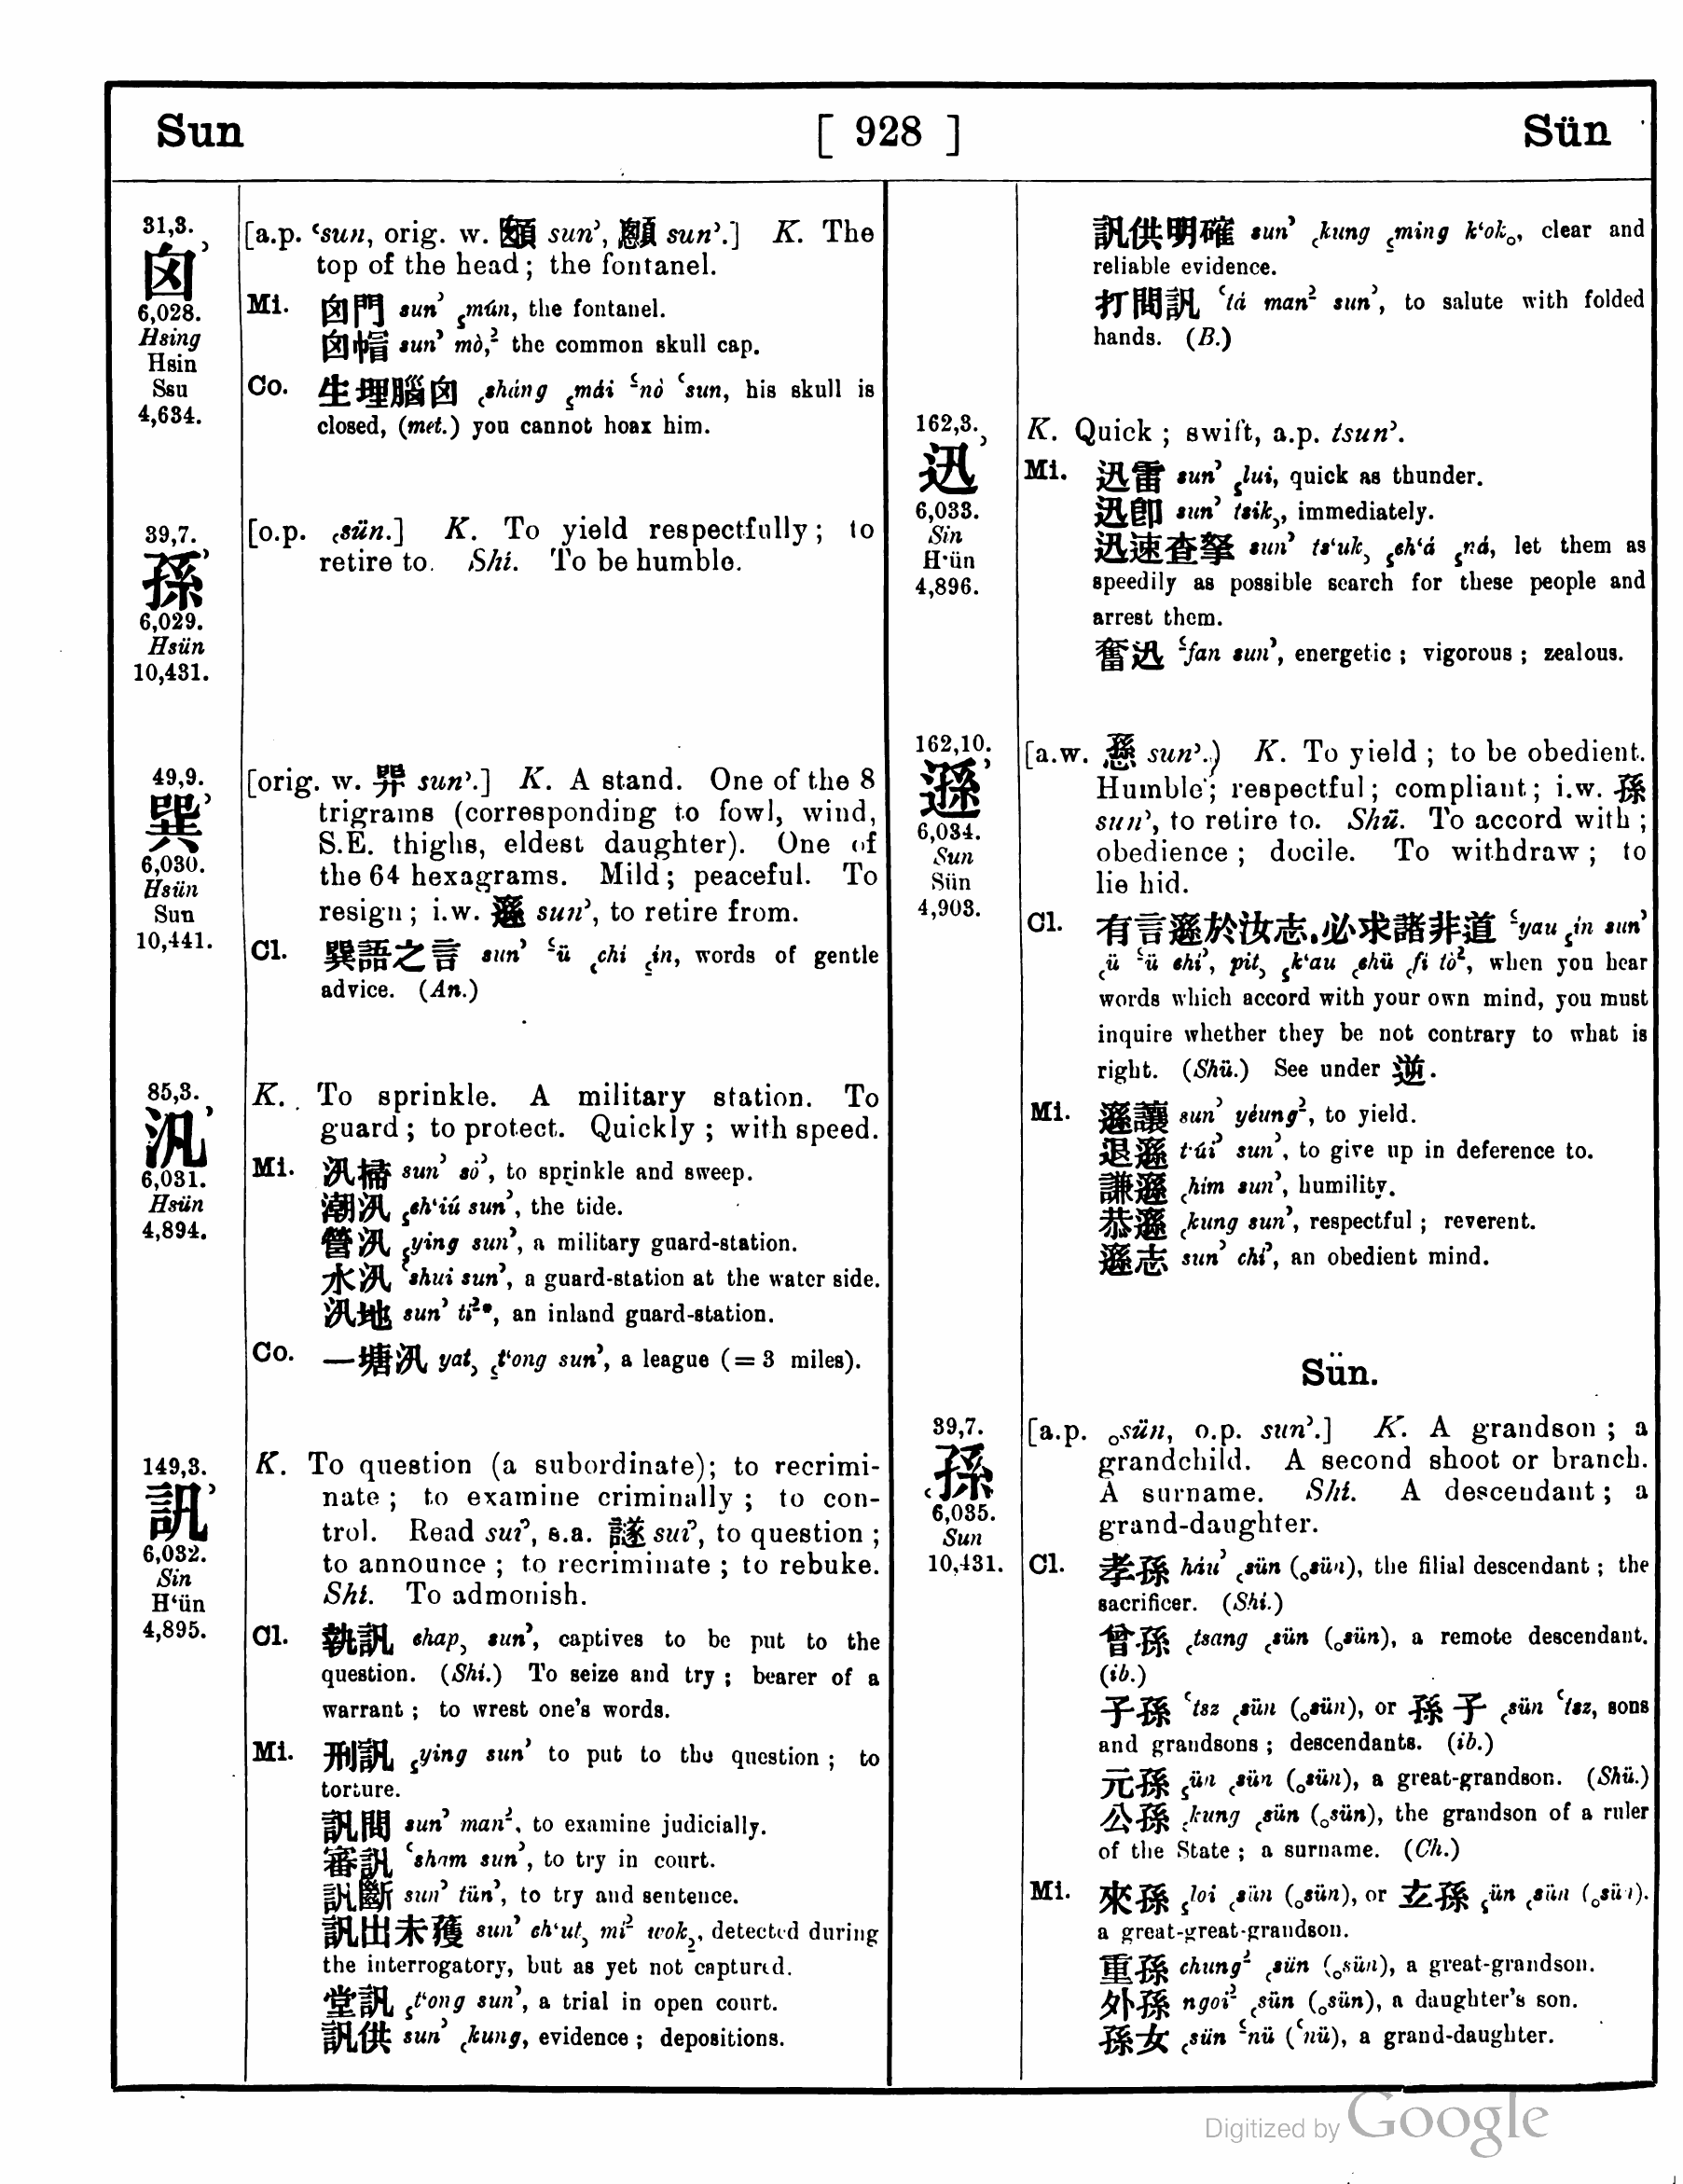 Sun [ 928 ] Sün
31,3.
囟’
6,028.
Hsing
Hsin
Ssu
4,634.
[a.p. ‘sun, orig. w. sun’, sun’.] K. The
top of the head; the fontanel.
Mi. 囟門 sun’ ꜁mún, the fontanel.
囟帽 sun’ mò,² the common skull cap.
Co. 生埋腦囟 ꜀sháng ꜁mái ‘nò ‘sun, his skull is
closed, (met.) you cannot hoax him.
39,7.
孫’
6,029.
Hsün
10,431.
[o.p. ꜀sün.] K. To yield respectfully; to
retire to. Shi. To be humble.
49,9.
巽’
6,030.
Hsün
Sun
10,441.
[orig. w. sun’.] K. A stand. One of the 8
trigrams (corresponding to fowl, wind,
S.E. thighs, eldest daughter). One of
the 64 hexagrams. Mild; peaceful. To
resign; i.w. 遜 sun’, to retire from.
Cl. 巽語之言 sun’ ‘ü ꜀chi ꜁in, words of gentle
advice. (An.)
85,3.
汛’
6,031.
Hsün
4,894.
K. To sprinkle. A military station. To
guard; to protect. Quickly; with speed.
Mi. 汛掃 sun’ sò’, to sprinkle and sweep.
潮汛 ꜁ch‘iú sun’, the tide.
營汛 ꜁ying sun’, a military guard-station.
水汛 ‘shui sun’, a guard-station at the water side.
汛地 sun’ ti²*, an inland guard-station.
Co. 一塘汛 yat꜆ ꜁t‘ong sun’, a league (=3 miles).
149,3.
訊’
6,032.
Sin
H‘ün
4,895.
K. To question (a subordinate); to recrimi-
nate; to examine criminally; to con-
trol. Read sui’, s.a. sui’, to question;
to announce; to recriminate; to rebuke.
Shi. To admonish.
Cl. 執訊 chap꜆ sun’, captives to be put to the
question. (Shi.) To seize and try; bearer of a
warrant; to wrest one's words.
Mi. 刑訊 ꜁ying sun’ to put to the question; to
torture.
訊問 sun’ man², to examine judicially.
審訊 ‘sham sun’, to try in court.
訊斷 sun’ tün’, to try and sentence.
訊出未獲 sun’ ch‘ut꜆ mi² wok꜇, detected during
the interrogatory, but as yet not captured.
堂訊 ꜁t‘ong sun’, a trial in open court.
訊供 sun’ ꜀kung, evidence; depositions.
訊供明確 sun’ ꜀kung ꜁ming k‘ok。, clear and
reliable evidence.
打問訊 ‘tá man² sun’, to salute with folded
hands. (B.)
162,3.
迅’
6,033.
Sin
H‘ün
4,896.
K. Quick; swift, a.p. tsun’.
Mi. 迅雷 sun’ ꜁lui, quick as thunder.
迅卽 sun’ tsik꜆, immediately.
迅速查拏 sun’ ts‘uk꜆ ꜁ch‘á ꜁ná, let them as
speedily as possible search for these people and
arrest them.
奮迅 ‘fan sun’, energetic; vigorous; zealous.
162,10.
遜’
6,034.
Sun
Sün
4,903.
[a.w. 愻 sun’.) K. To yield; to be obedient.
Humble; respectful; compliant; i.w. 孫
sun’, to retire to. Shü. To accord with;
obedience; docile. To withdraw; to
lie hid.
Cl. 有言遜於汝志.必求諸非道 ‘yau ꜁in sun’
꜀ü ‘ü chi’, pit꜆ ꜁k‘au ꜀chü ꜀fi tò², when you hear
words which accord with your own mind, you must
inquire whether they be not contrary to what is
right. (Shü.) See under 逆.
Mi. 遜讓 sun’ yéung², to yield.
退遜 t‘úi’ sun’, to give up in deference to.
謙遜 ꜀him sun’, humility.
恭遜 ꜀kung sun’, respectful; reverent.
遜志 sun’ chi’, an obedient mind.
Sün.
39,7.
꜀孫
6,035.
Sun
10,431.
[a.p. 。sün, o.p. sun’.] K. A grandson; a
grandchild. A second shoot or branch.
A surname. Shi. A descendant; a
grand-daughter.
Cl. 孝孫 háu’ ꜀sün (。sün), the filial descendant; the
sacrificer. (Shi.)
曾孫 ꜀tsang ꜀sün (。sün), a remote descendant.
(ib.)
子孫 ‘tsz ꜀sün (。sün), or 孫子 ꜀sün ‘tsz, sons
and grandsons; descendants. (ib.)
元孫 ꜁ün ꜀sün (。sün), a great-grandson. (Shü.)
公孫 ꜀kung ꜀sün (。sün), the grandson of a ruler
of the State; a surname. (Ch.)
Mi. 來孫 ꜁loi ꜀sün (。sün), or 玄孫 ꜁ün ꜀sün (。sün).
a great-great-grandson.
重孫 chung² ꜀sün (。sün), a great-grandson.
外孫 ngoi² ꜀sün (。sün), a daughter's son.
孫女 ꜀sün ‘nü (‘nü), a grand-daughter.
Digitized by Google